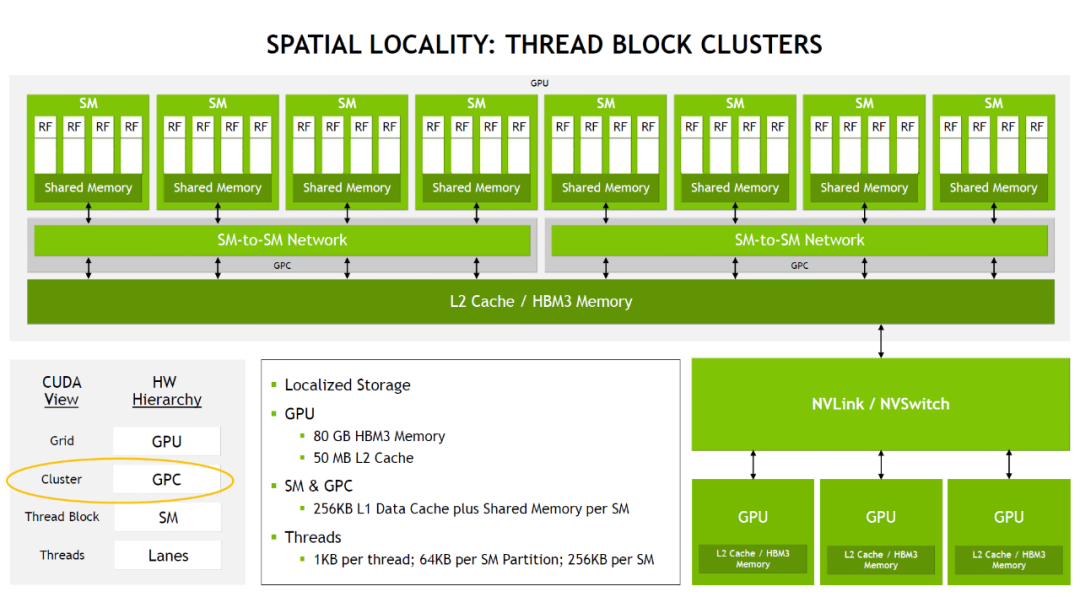 SPATIAL LOCALITY: THREAD BLOCK CLUSTERS
GPU
SM SM SM SM SM SM SM SM
RF RF RF RF RF RF RF RF RF RF RF RF RF RF RF RF RF RF RF RF RF RF RF RF RF RF RF RF RF RF RF RF
Shared Memory Shared Memory Shared Memory Shared Memory Shared Memory Shared Memory Shared Memory Shared Memory
SM-to-SM Network SM-to-SM Network
GPC GPC
L2 Cache / HBM3 Memory
CUDA HW
View Hierarchy
Grid GPU
Cluster GPC
Thread Block SM
Threads Lanes
Localized Storage
GPU
80 GB HBM3 Memory
50 MB L2 Cache
SM & GPC
256KB L1 Data Cache plus Shared Memory per SM
Threads
1KB per thread; 64KB per SM Partition; 256KB per SM
NVLink / NVSwitch
GPU GPU GPU
L2 Cache / HBM3 L2 Cache / HBM3 L2 Cache / HBM3
Memory Memory Memory